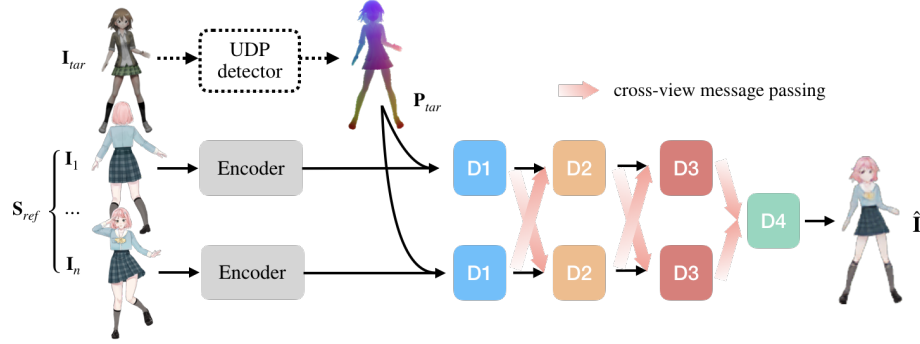 I_tar
UDP
detector
P_tar
cross-view message passing
S_ref
I_1
...
I_n
Encoder
Encoder
D1
D2
D3
D1
D2
D3
D4
Î